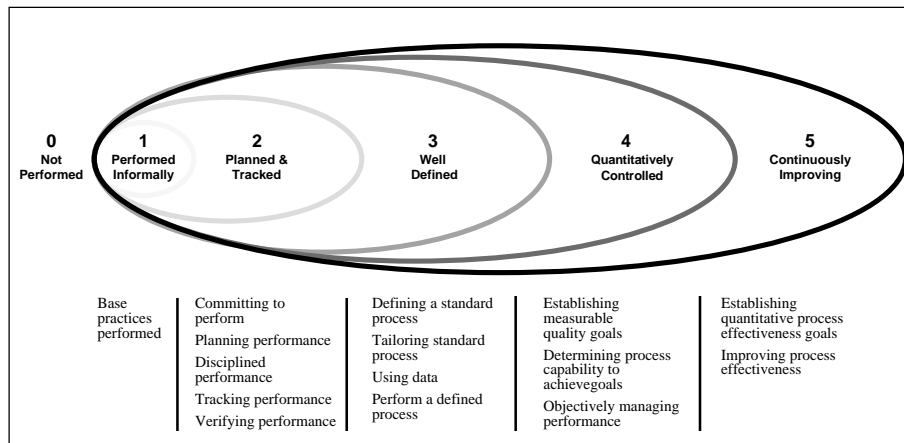 0
Not
Performed
1
Performed
Informally
2
Planned &
Tracked
3
Well
Defined
4
Quantitatively
Controlled
5
Continuously
Improving
Base
practices
performed
Committing to
perform
Planning performance
Disciplined
performance
Tracking performance
Verifying performance
Defining a standard
process
Tailoring standard
process
Using data
Perform a defined
process
Establishing
measurable
quality goals
Determining process
capability to
achievegoals
Objectively managing
performance
Establishing
quantitative process
effectiveness goals
Improving process
effectiveness